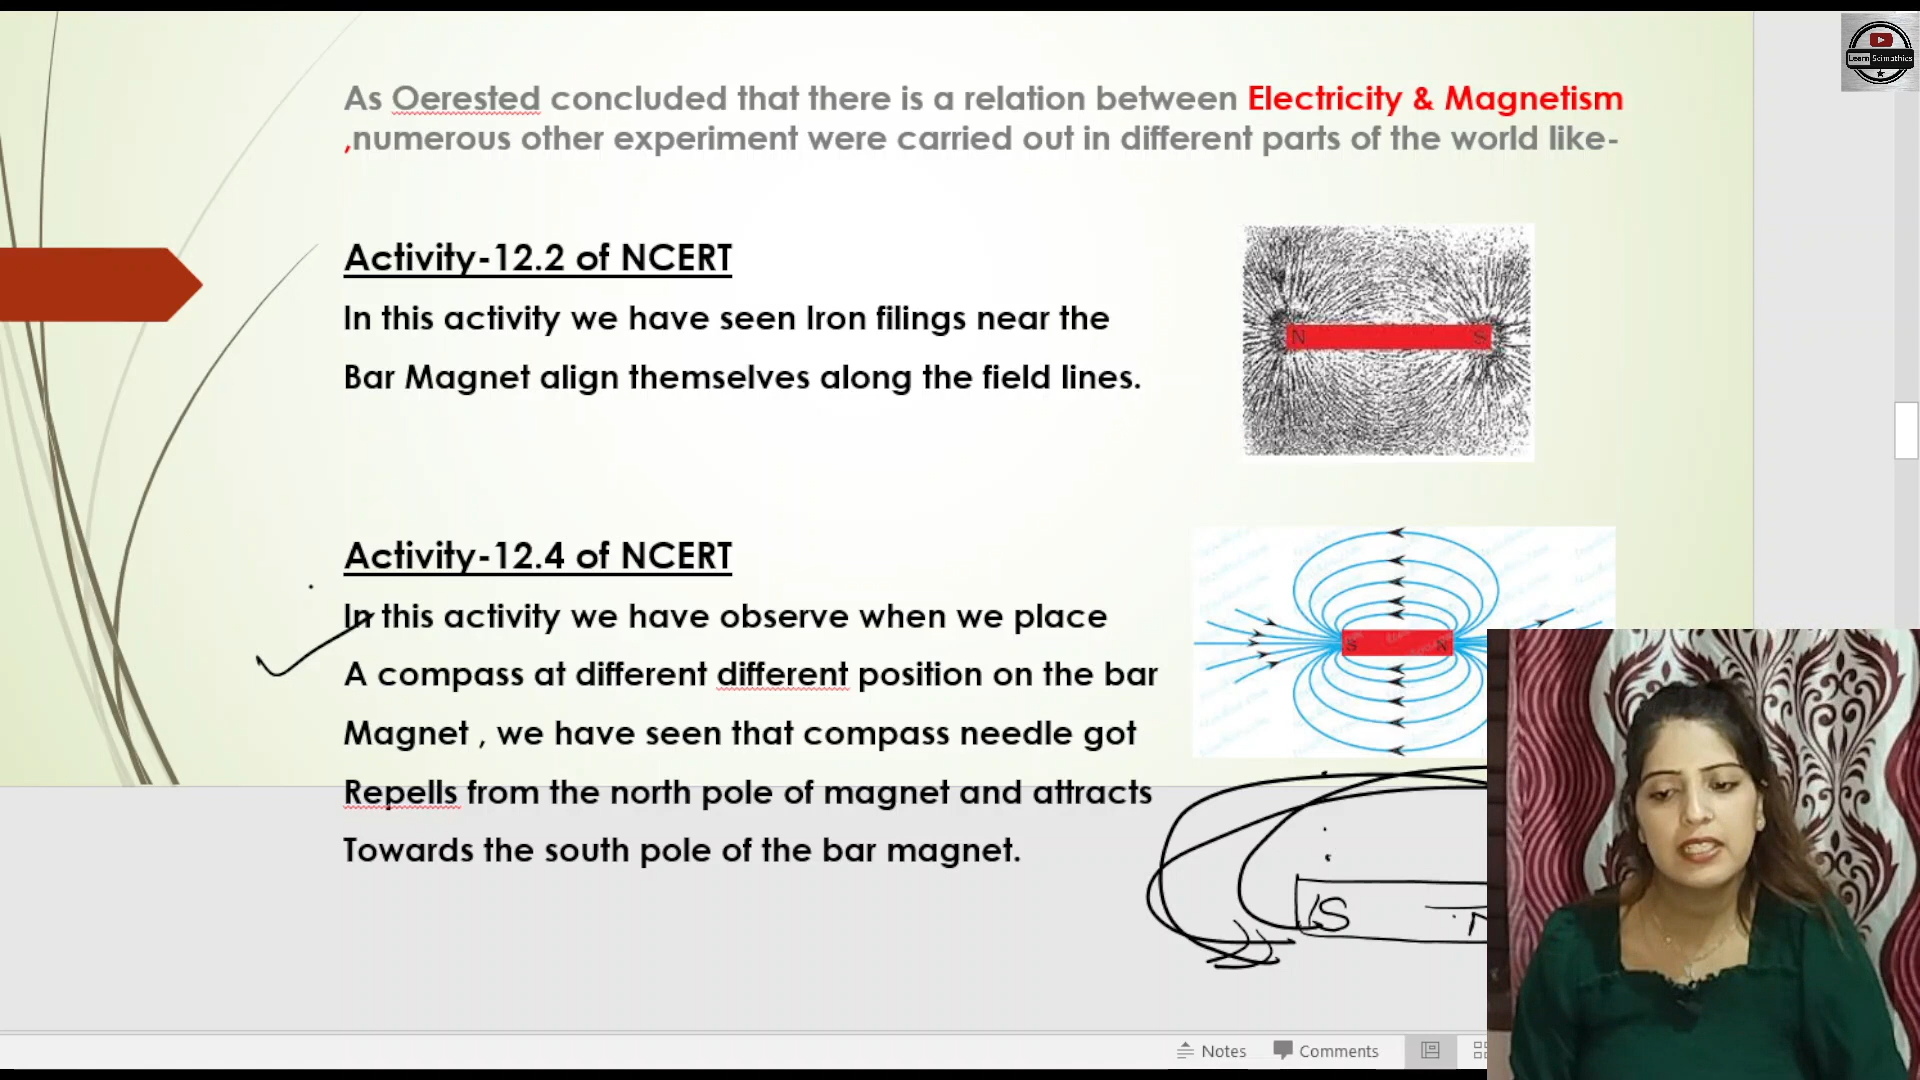 Learn Scimathics
As Oerested concluded that there is a relation between Electricity & Magnetism
,numerous other experiment were carried out in different parts of the world like-
Activity-12.2 of NCERT
In this activity we have seen Iron filings near the
Bar Magnet align themselves along the field lines.
N S
Activity-12.4 of NCERT
In this activity we have observe when we place
A compass at different different position on the bar
Magnet , we have seen that compass needle got
Repells from the north pole of magnet and attracts
Towards the south pole of the bar magnet.
S N
S N
Notes Comments